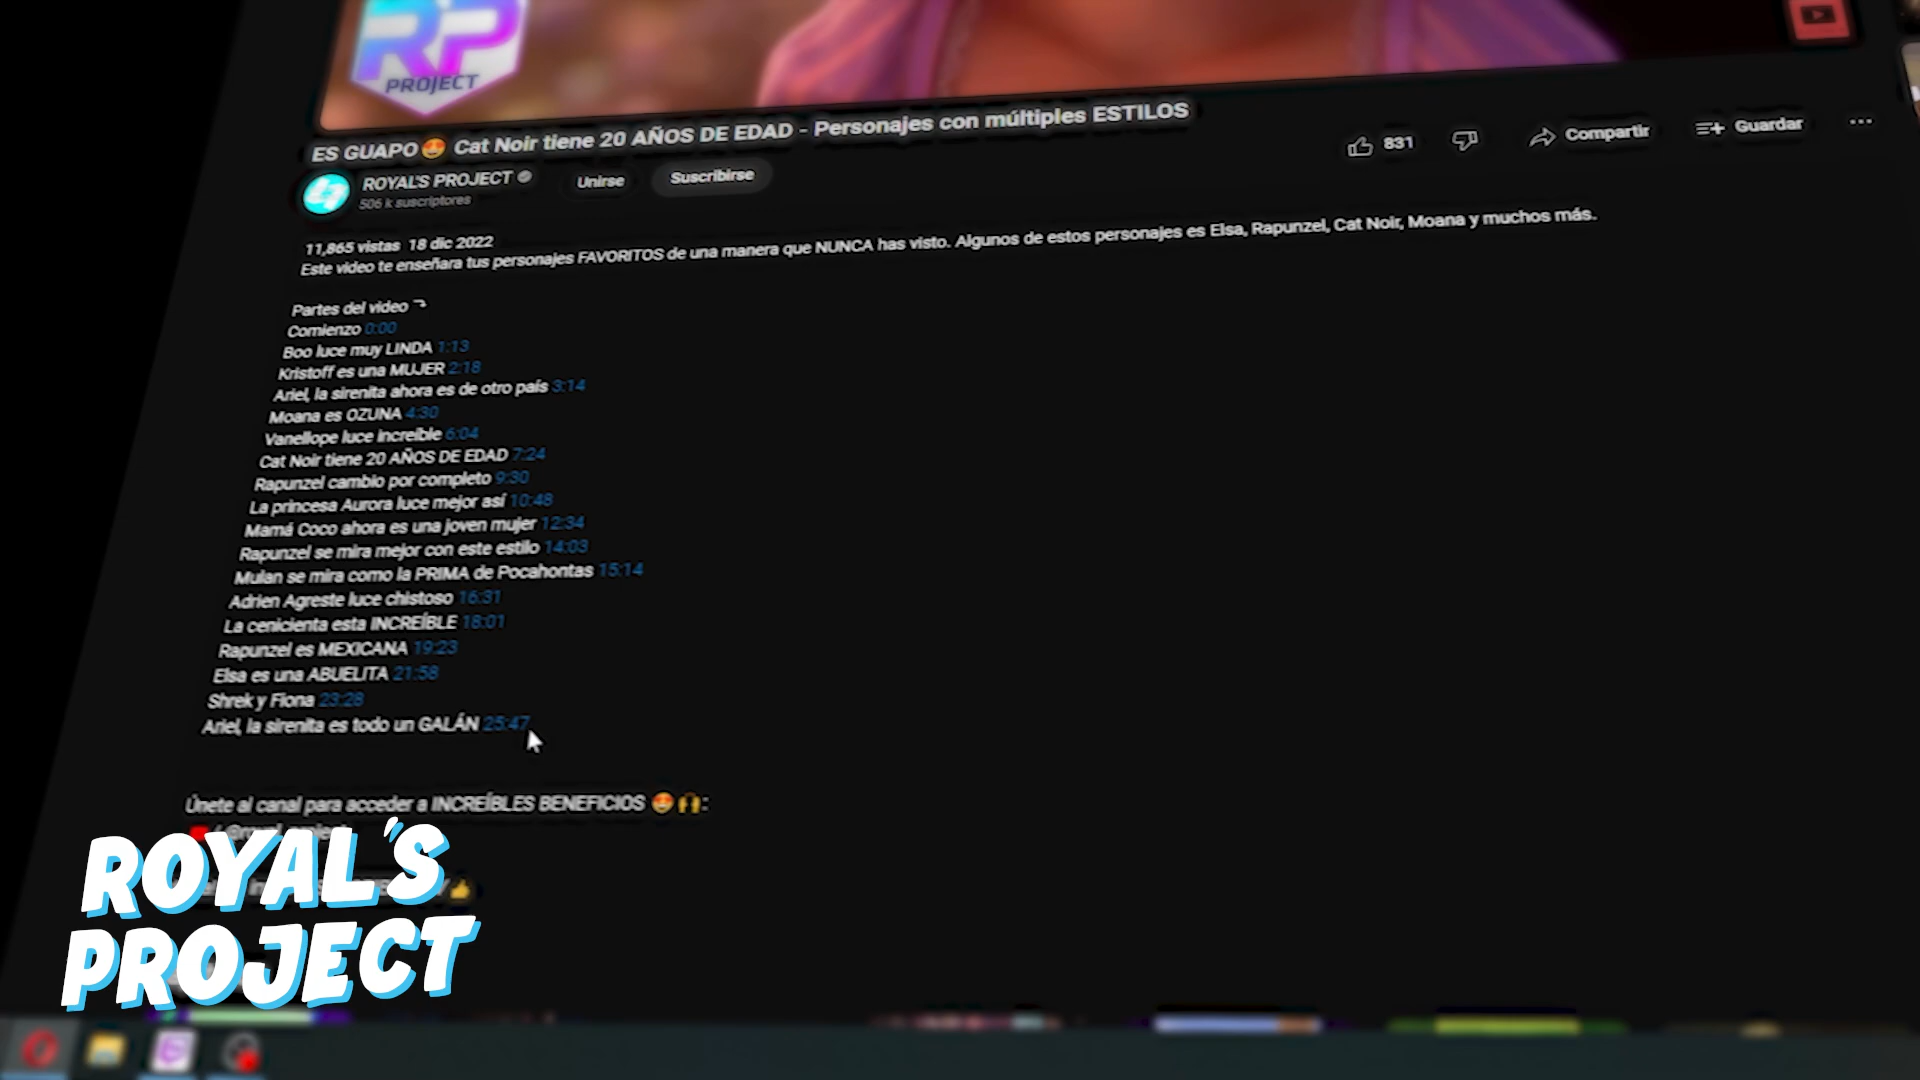 RP
PROJECT
ES GUAPO🤩 Cat Noir tiene 20 AÑOS DE EDAD - Personajes con múltiples ESTILOS
ROYAL'S PROJECT
506 k suscriptores
Unirse
Suscribirse
831
Compartir
Guardar
11,865 vistas 18 dic 2022
Este video te enseñara tus personajes FAVORITOS de una manera que NUNCA has visto. Algunos de estos personajes es Elsa, Rapunzel, Cat Noir, Moana y muchos más.
Partes del video
Comienzo 0:00
Boo luce muy LINDA 1:13
Kristoff es una MUJER 2:18
Ariel, la sirenita ahora es de otro país 3:14
Moana es OZUNA 4:30
Vanellope luce increíble 6:04
Cat Noir tiene 20 AÑOS DE EDAD 7:24
Rapunzel cambio por completo 9:30
La princesa Aurora luce mejor así 10:48
Mamá Coco ahora es una joven mujer 12:34
Rapunzel se mira mejor con este estilo 14:03
Mulan se mira como la PRIMA de Pocahontas 15:14
Adrien Agreste luce chistoso 16:31
La cenicienta esta INCREÍBLE 18:01
Rapunzel es MEXICANA 19:23
Elsa es una ABUELITA 21:58
Shrek y Fiona 23:28
Ariel, la sirenita es todo un GALÁN 25:47
Únete al canal para acceder a INCREÍBLES BENEFICIOS 🤩🙌:
ROYAL'S
PROJECT